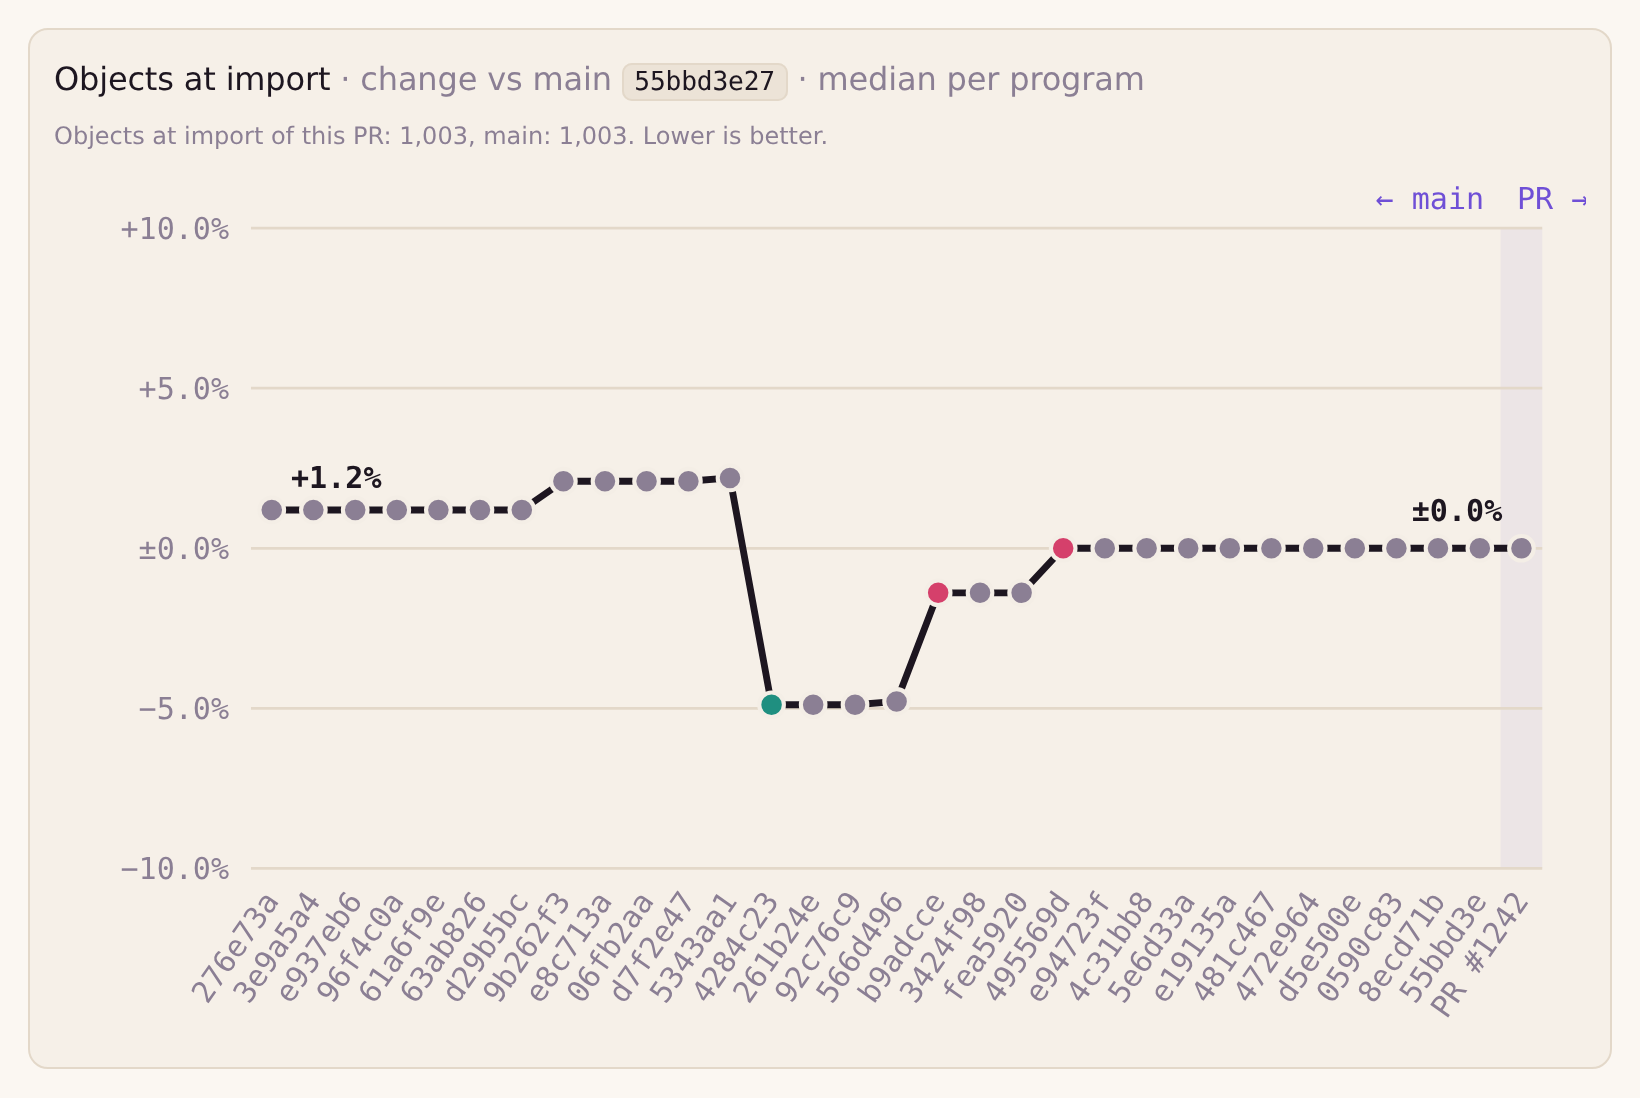 Objects at import · change vs main 55bbd3e27 · median per program
Objects at import of this PR: 1,003, main: 1,003. Lower is better.
← main PR →
+10.0%
+5.0%
+1.2%
±0.0%
±0.0%
−5.0%
−10.0%
276e73a
3e9a5a4
e937eb6
96f4c0a
61a6f9e
63ab826
d29b5bc
9b262f3
e8c713a
06fb2aa
d7f2e47
5343aa1
4284c23
261b24e
92c76c9
566d496
b9adcce
3424f98
fea5920
495569d
e94723f
4c31bb8
5e6d33a
e19135a
481c467
472e964
d5e500e
0590c83
8ecd71b
55bbd3e
PR #1242